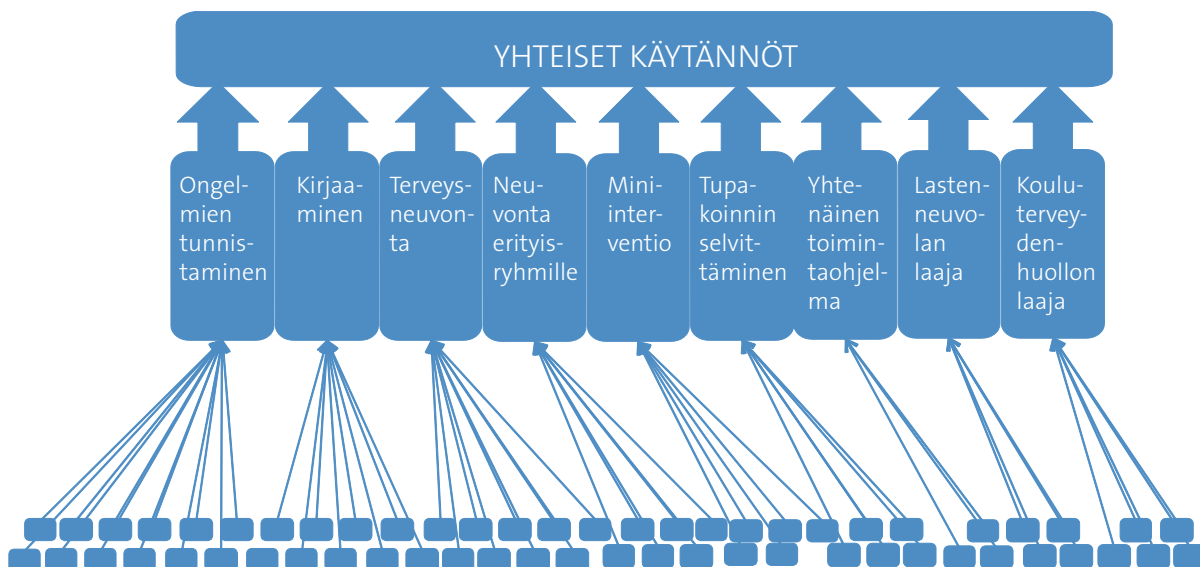 YHTEISET KÄYTÄNNÖT
Ongel-
mien
tunnis-
taminen
Kirjaa-
minen
Terveys-
neuvon-
ta
Neu-
vonta
erityis-
ryhmille
Mini-
inter-
ventio
Tupa-
koinnin
selvit-
täminen
Yhte-
näinen
toimin-
taohjel-
ma
Lasten-
neuvo-
lan
laaja
Koulu-
tervey-
den-
huollon
laaja